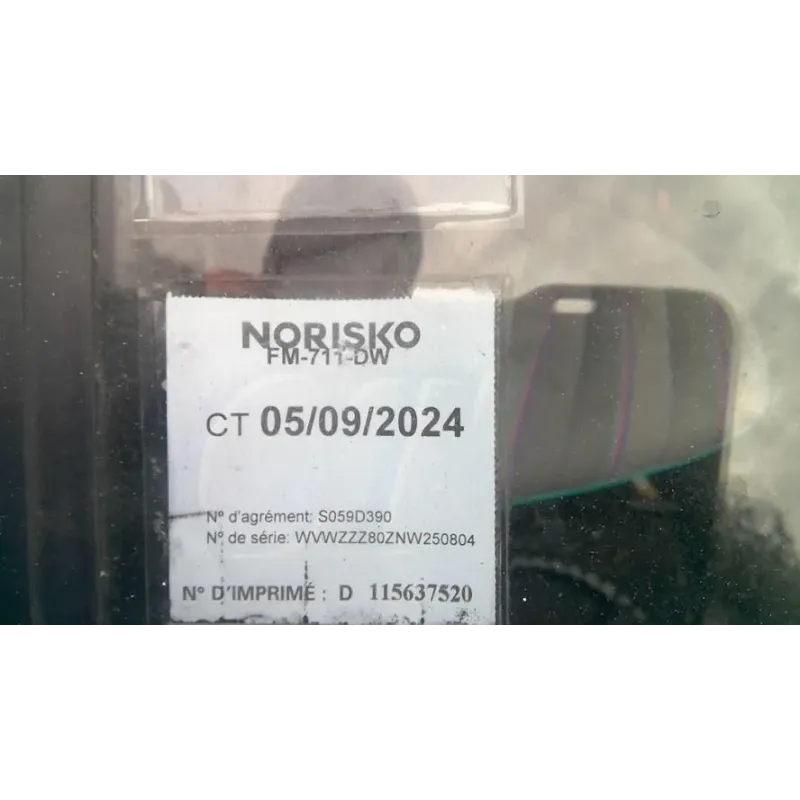 NORISKO
FM-711-DW
CT 05/09/2024
N° d'agrément: S059D390
N° de série: WVWZZZ80ZNW250804
N° D'IMPRIMÉ : D 115637520